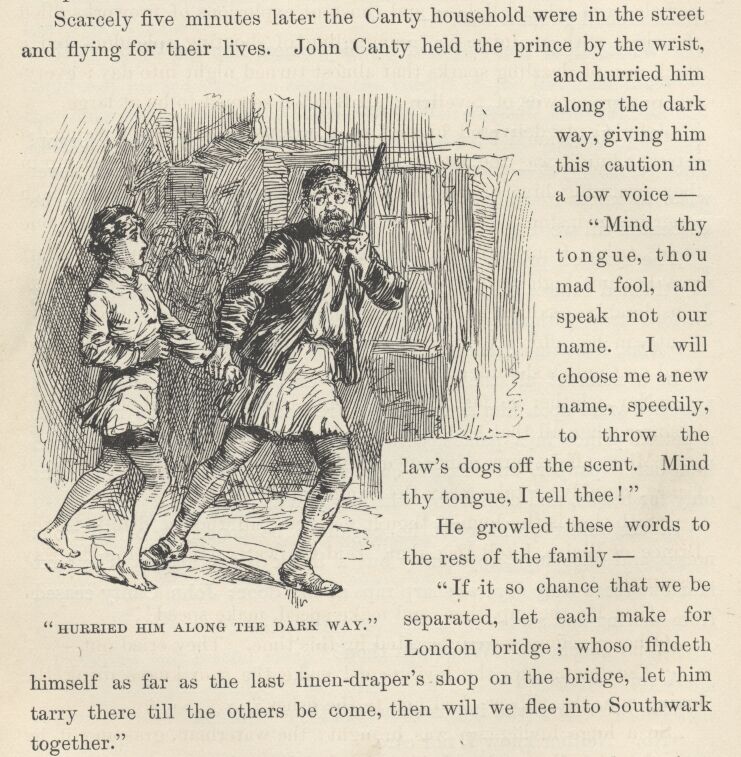 Scarcely five minutes later the Canty household were in the street
and flying for their lives. John Canty held the prince by the wrist,
and hurried him
along the dark
way, giving him
this caution in
a low voice —
"Mind thy
tongue, thou
mad fool, and
speak not our
name. I will
choose me a new
name, speedily,
to throw the
law's dogs off the scent. Mind
thy tongue, I tell thee!"
He growled these words to
the rest of the family —
"If it so chance that we be
separated, let each make for
London bridge; whoso findeth
himself as far as the last linen-draper's shop on the bridge, let him
tarry there till the others be come, then will we flee into Southwark
together."
"HURRIED HIM ALONG THE DARK WAY."